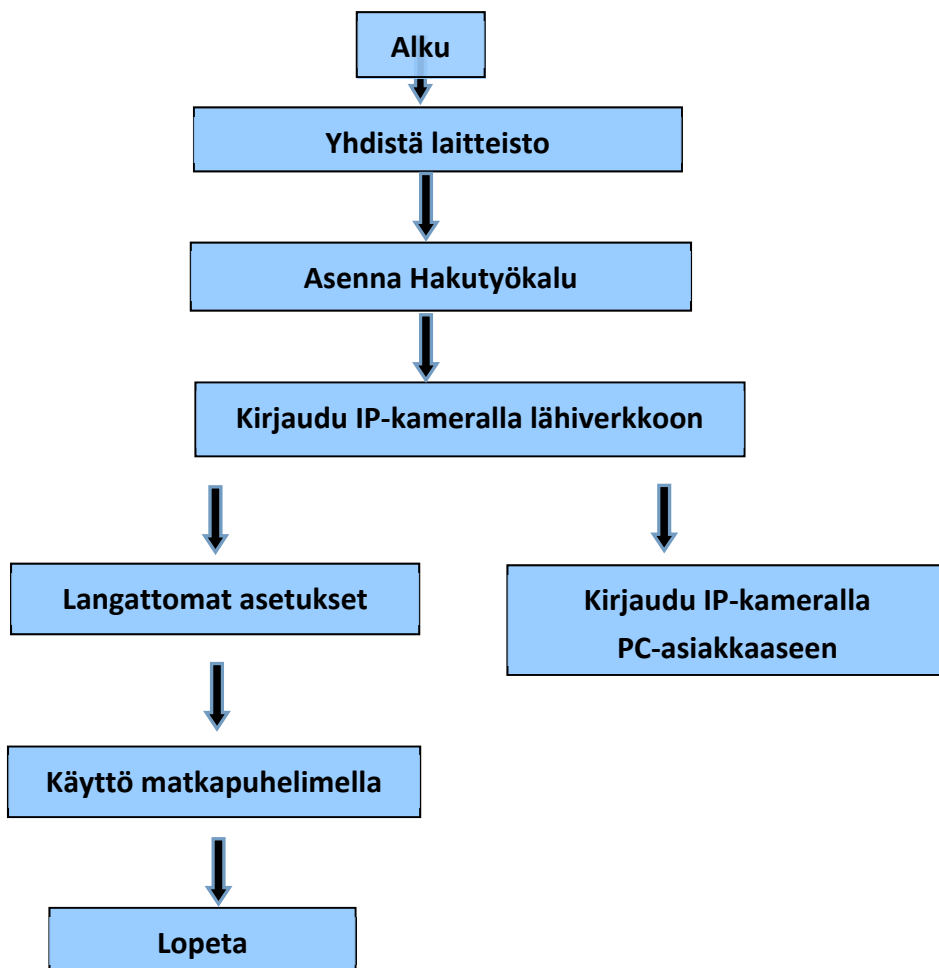 Alku
Yhdistä laitteisto
Asenna Hakutyökalu
Kirjaudu IP-kameralla lähiverkkoon
Langattomat asetukset
Kirjaudu IP-kameralla
PC-asiakkaaseen
Käyttö matkapuhelimella
Lopeta